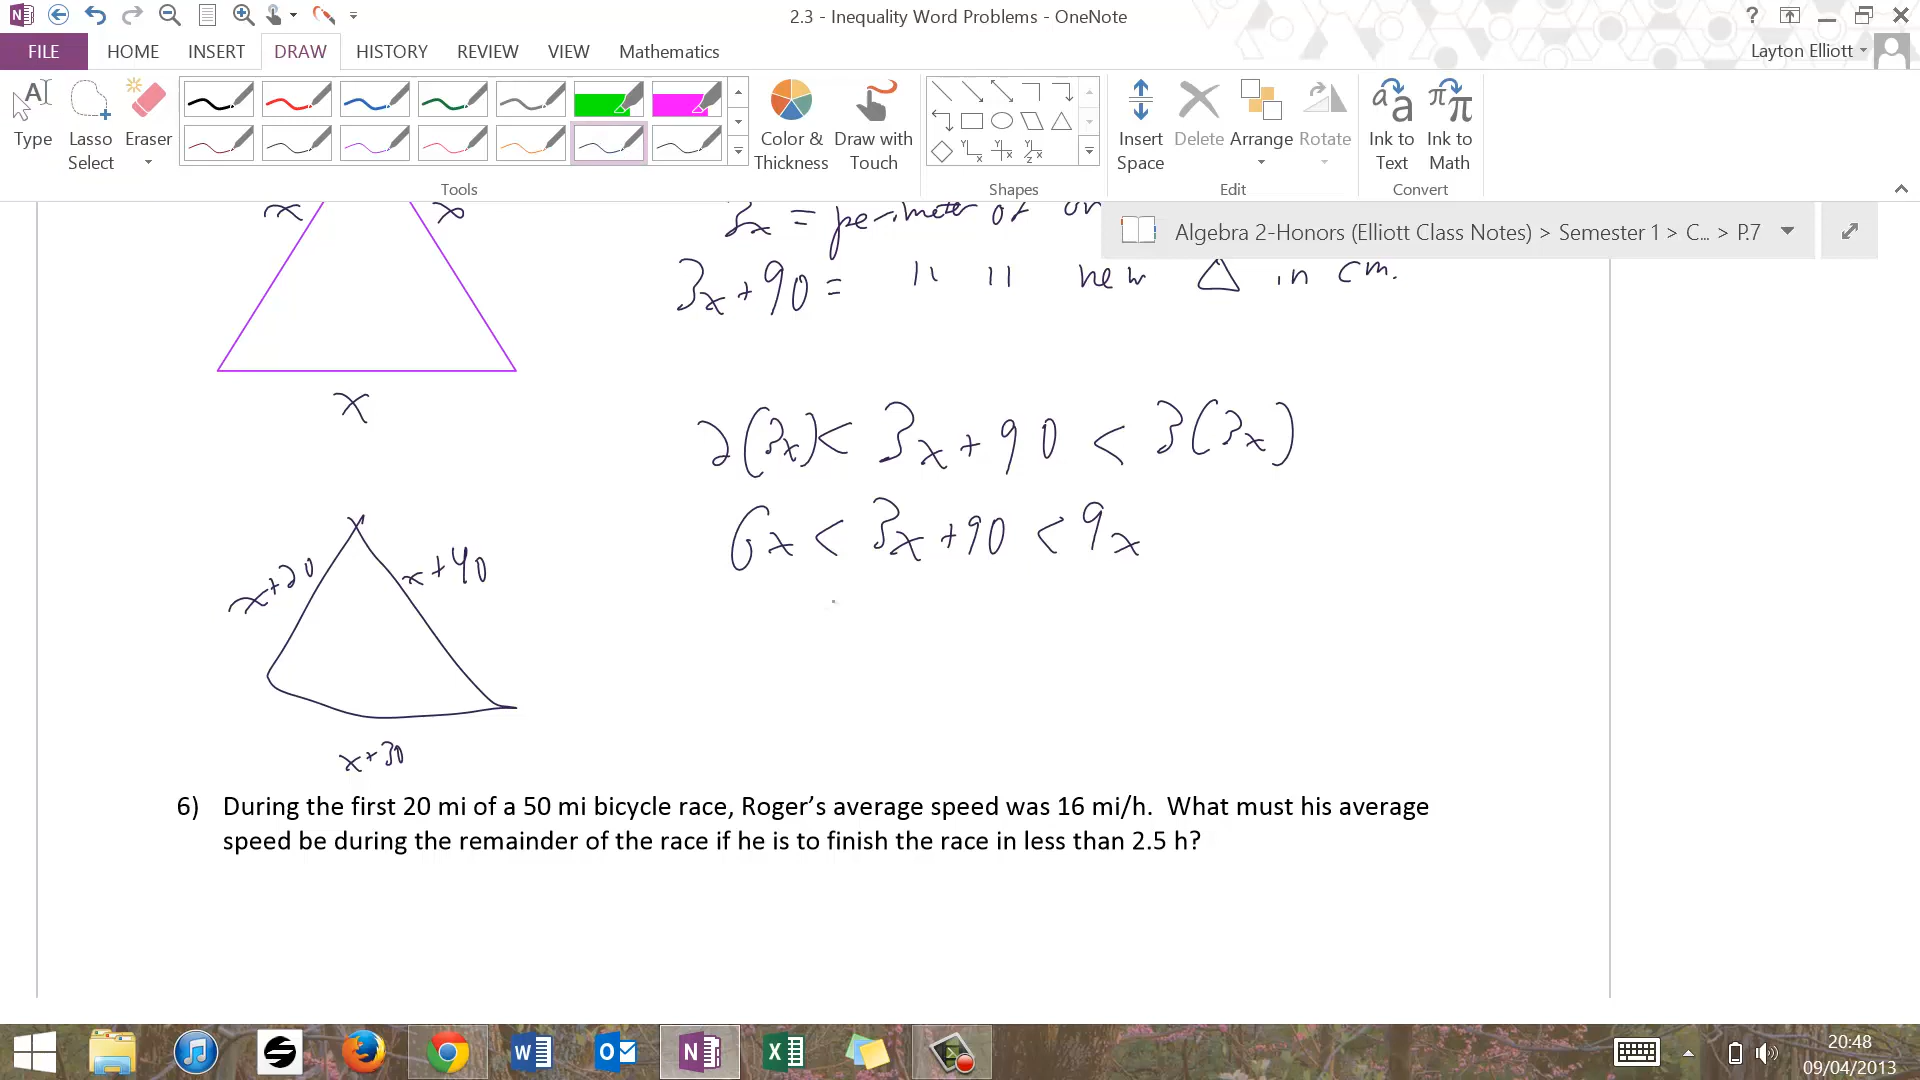 2.3 - Inequality Word Problems - OneNote
FILE HOME INSERT DRAW HISTORY REVIEW VIEW Mathematics
Layton Elliott
Type
Lasso Select
Eraser
Color & Thickness
Draw with Touch
Insert Space
Delete
Arrange
Rotate
Ink to Text
Ink to Math
Tools
Shapes
Edit
Convert
Algebra 2-Honors (Elliott Class Notes) > Semester 1 > C... > P.7
x x
3x = perimeter of
3x + 90 = 11 11 new △ in cm.
x
2(3x) < 3x + 90 < 3(3x)
6x < 3x + 90 < 9x
x+20
x+40
x+30
6) During the first 20 mi of a 50 mi bicycle race, Roger’s average speed was 16 mi/h. What must his average
speed be during the remainder of the race if he is to finish the race in less than 2.5 h?
20:48
09/04/2013